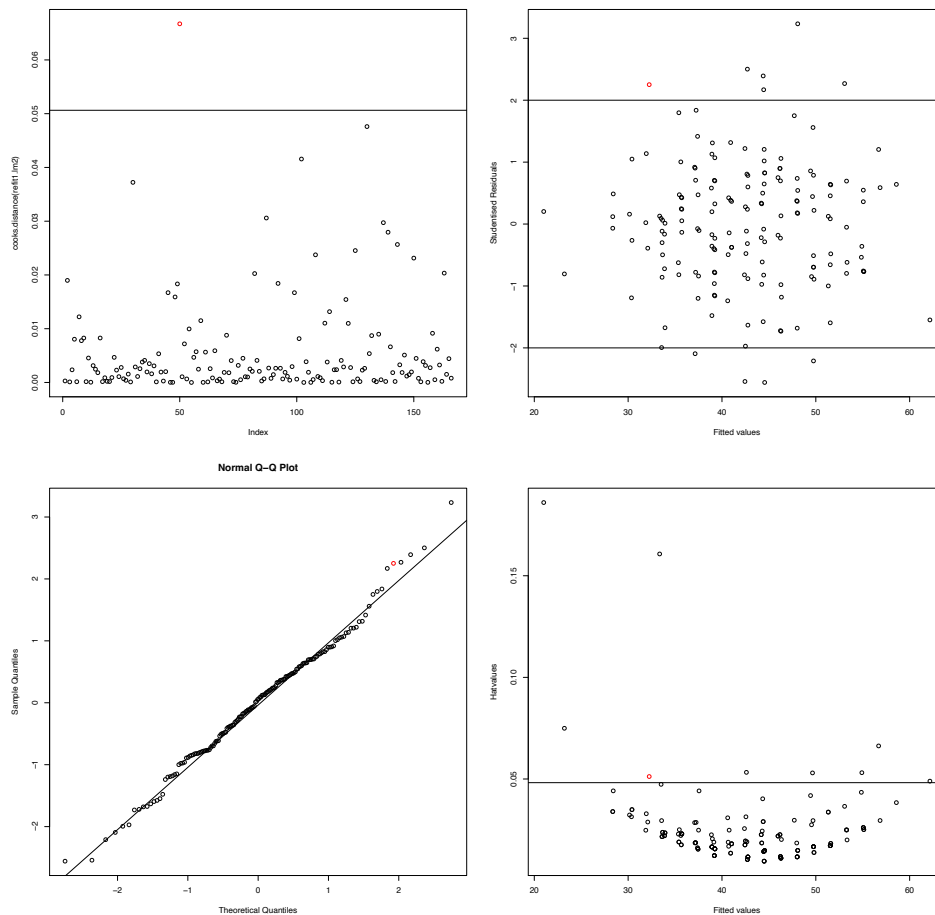 cooks.distance(refit1.lm2)
0.00 0.01 0.02 0.03 0.04 0.05 0.06
0 50 100 150
Index
Studentised Residuals
−2 −1 0 1 2 3
20 30 40 50 60
Fitted values
Normal Q−Q Plot
Sample Quantiles
−2 −1 0 1 2 3
−2 −1 0 1 2
Theoretical Quantiles
Hatvalues
0.05 0.10 0.15
20 30 40 50 60
Fitted values